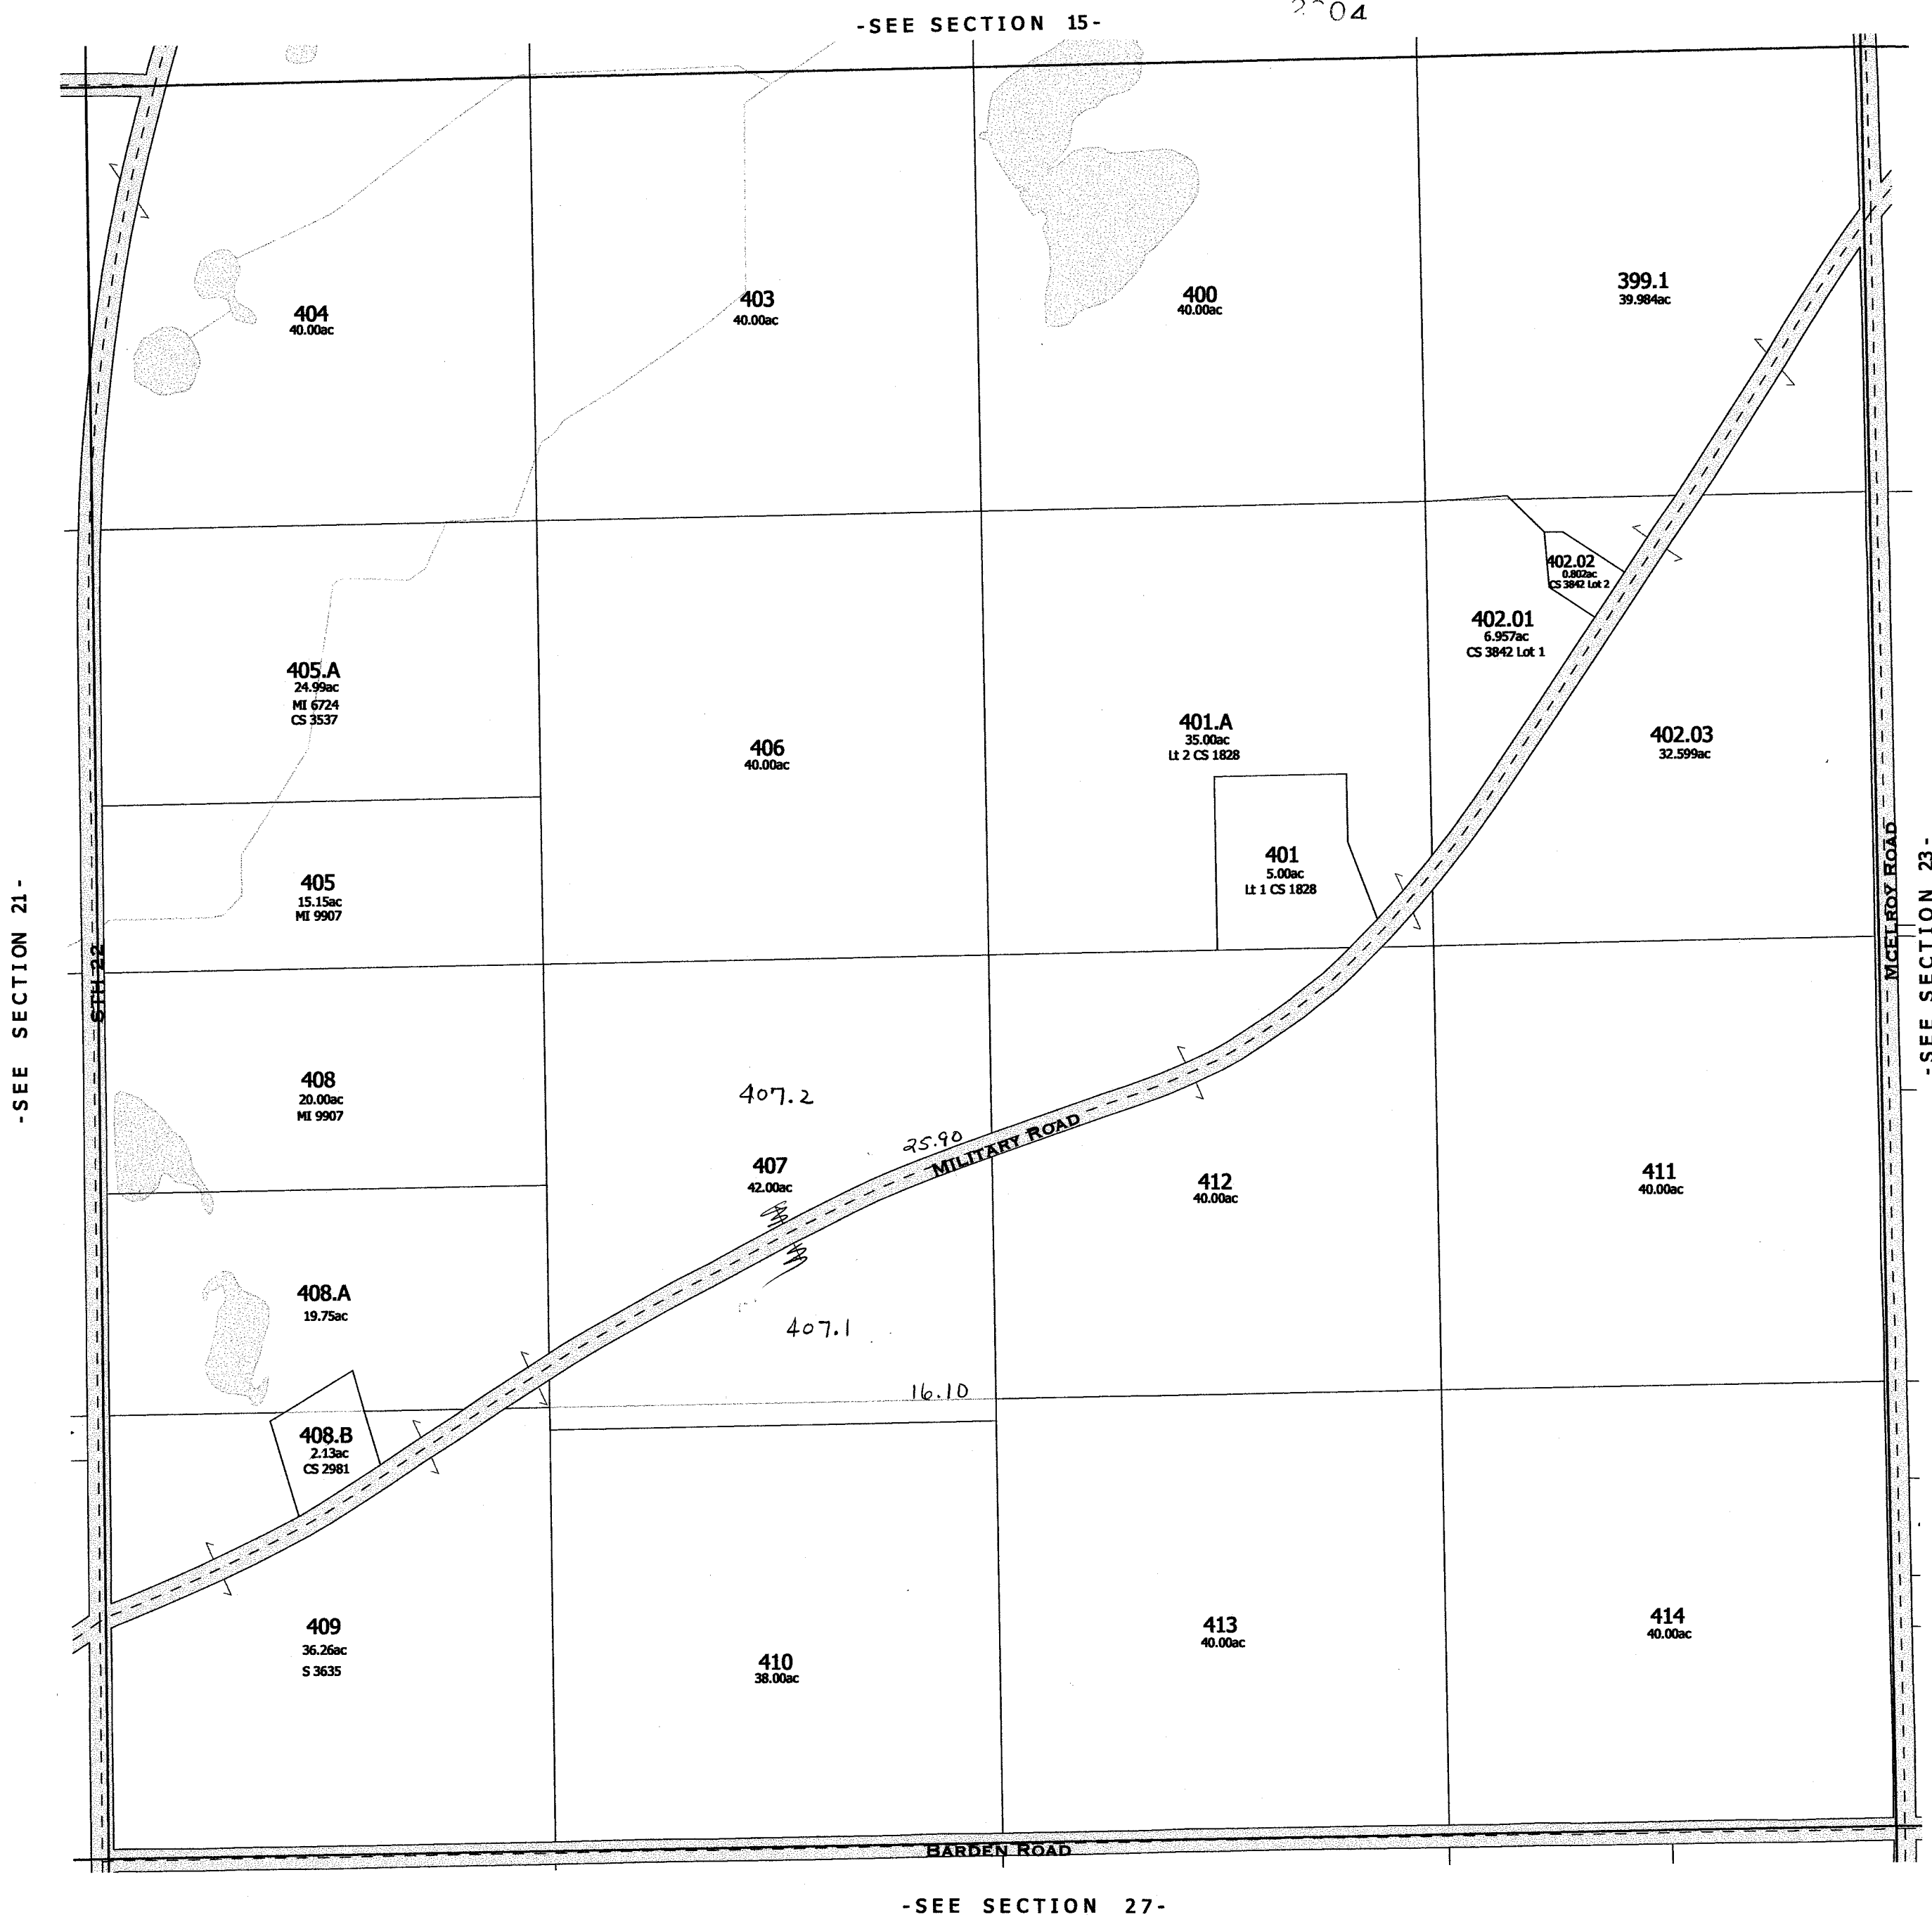 -SEE SECTION 15-
404
40.00ac
403
40.00ac
400
40.00ac
399.1
39.984ac
402.02
0.802ac
CS 3842 Lot 2
402.01
6.957ac
CS 3842 Lot 1
405.A
24.99ac
MI 6724
CS 3537
406
40.00ac
401.A
35.00ac
Lt 2 CS 1828
402.03
32.599ac
401
5.00ac
Lt 1 CS 1828
405
15.15ac
MI 9907
-SEE SECTION 21-
STH 22
MCELROY ROAD
-SEE SECTION 23-
408
20.00ac
MI 9907
407.2
25.90
MILITARY ROAD
407
42.00ac
412
40.00ac
411
40.00ac
408.A
19.75ac
407.1
16.10
408.B
2.13ac
CS 2981
409
36.26ac
S 3635
410
38.00ac
413
40.00ac
414
40.00ac
BARDEN ROAD
-SEE SECTION 27-